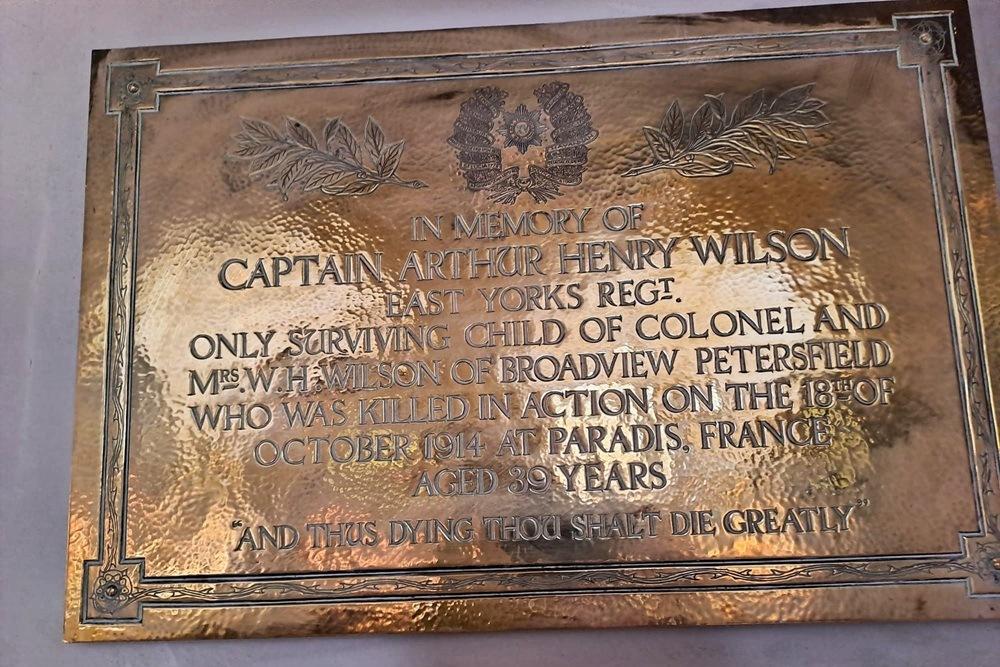 IN MEMORY OF
CAPTAIN ARTHUR HENRY WILSON
EAST YORKS REGT.
ONLY SURVIVING CHILD OF COLONEL AND
MRS. W.H. WILSON OF BROADVIEW PETERSFIELD
WHO WAS KILLED IN ACTION ON THE 18TH OF
OCTOBER 1914 AT PARADIS, FRANCE
AGED 39 YEARS
"AND THUS DYING THOU SHALT DIE GREATLY"